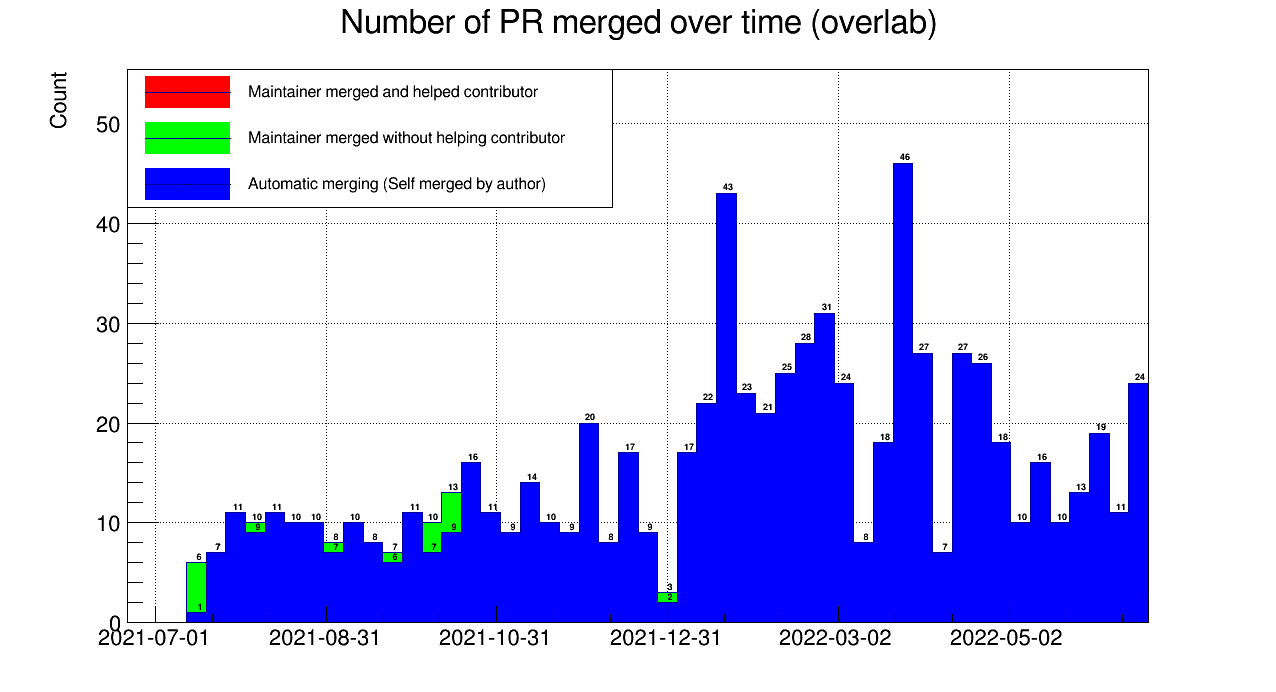 Number of PR merged over time (overlab)
Count
Maintainer merged and helped contributor
Maintainer merged without helping contributor
Automatic merging (Self merged by author)
50
40
30
20
10
0
6 1 7 11 10 9 11 10 10 8 7 10 8 7 6 11 10 7 13 9 16 11 9 14 10 9 20 8 17 9 3 2 17 22 43 23 21 25 28 31 24 8 18 46 27 7 27 26 18 10 16 10 13 19 11 24
2021-07-01 2021-08-31 2021-10-31 2021-12-31 2022-03-02 2022-05-02